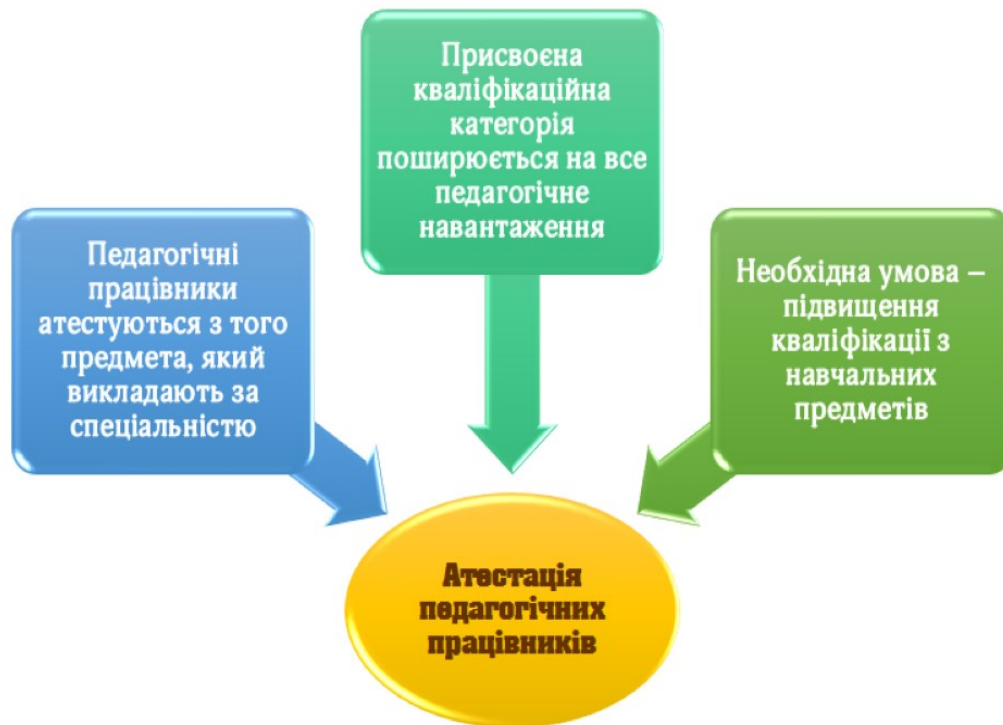 Присвоєна
кваліфікаційна
категорія
поширюється на все
педагогічне
навантаження
Педагогічні
працівники
атестуються з того
предмета, який
викладають за
спеціальністю
Необхідна умова –
підвищення
кваліфікації з
навчальних
предметів
Атестація
педагогічних
працівників